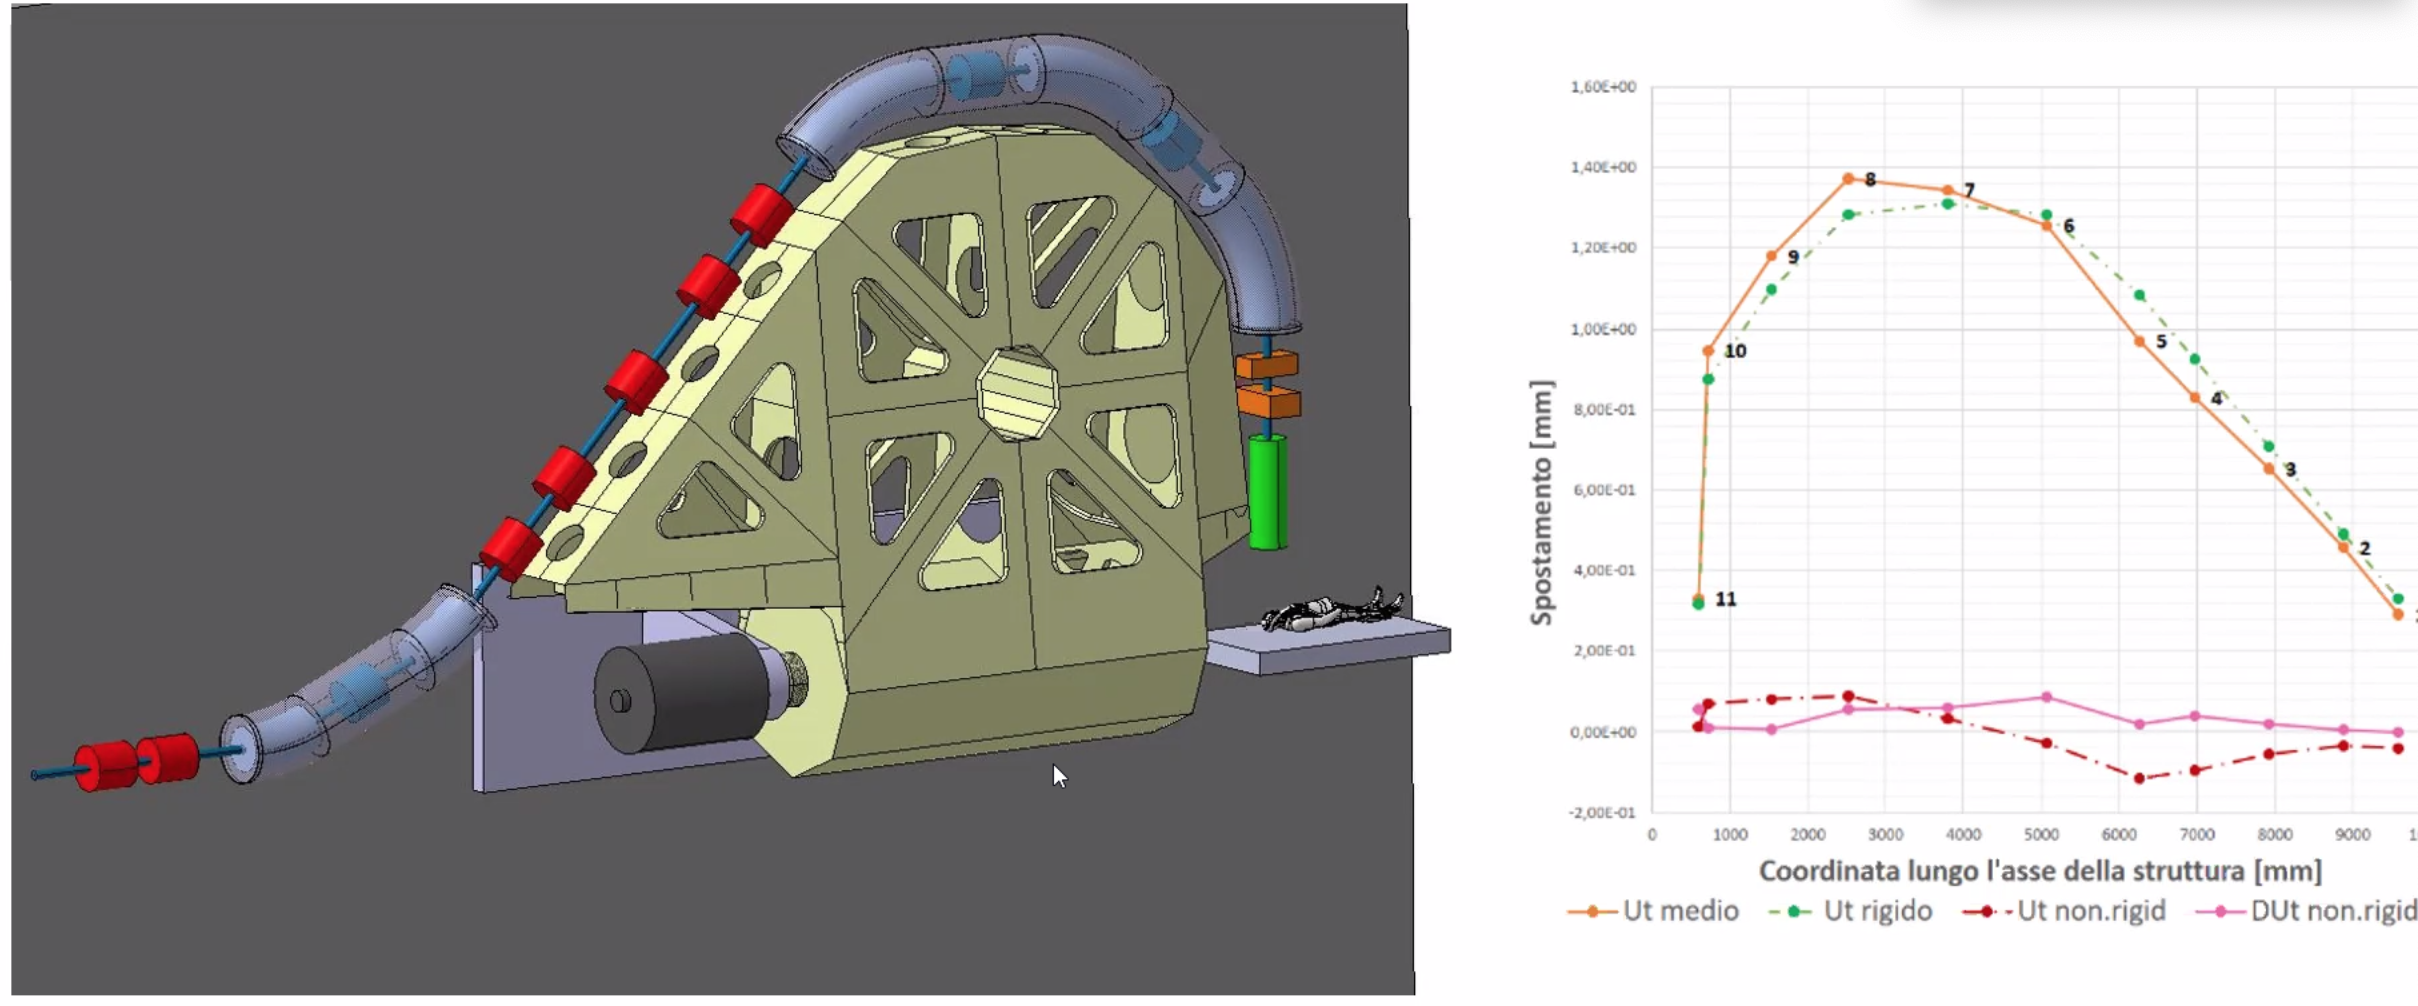 1,60E+00
1,40E+00
1,20E+00
1,00E+00
8,00E-01
6,00E-01
4,00E-01
2,00E-01
0,00E+00
-2,00E-01
Spostamento [mm]
8
7
6
9
10
5
4
3
2
11
0 1000 2000 3000 4000 5000 6000 7000 8000 9000
Coordinata lungo l'asse della struttura [mm]
Ut medio Ut rigido Ut non.rigid DUt non.rigid